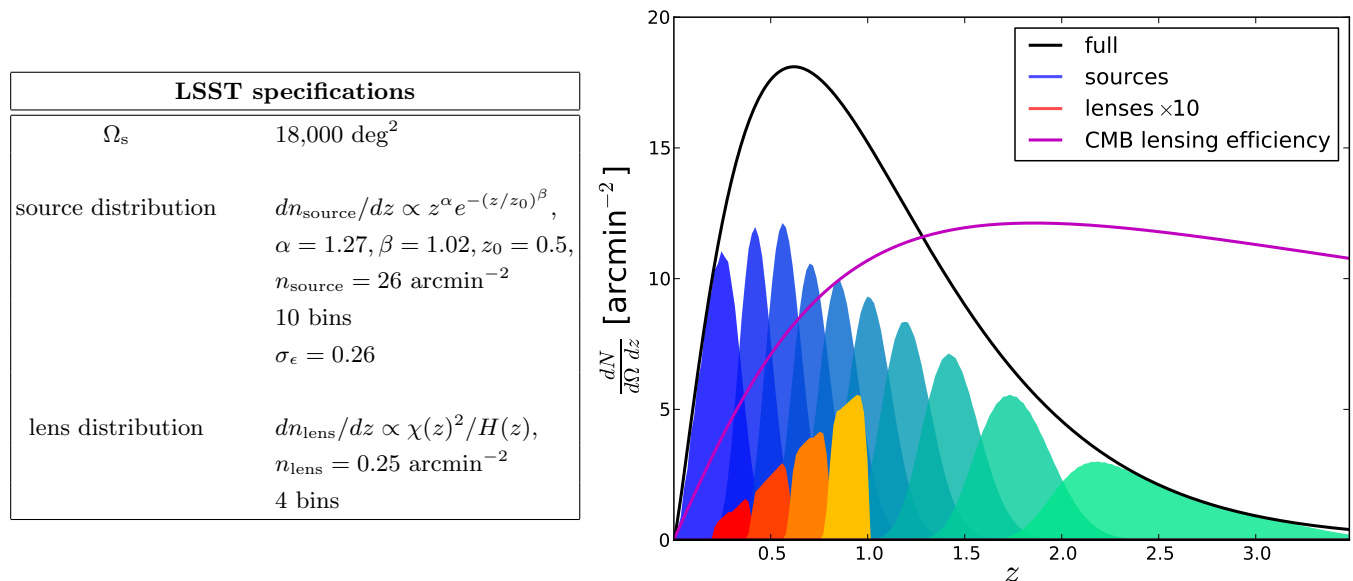 LSST specifications
Ωs 18,000 deg²
source distribution dn_source/dz ∝ z^α e^{−(z/z₀)^β},
α = 1.27, β = 1.02, z₀ = 0.5,
n_source = 26 arcmin⁻²
10 bins
σ_ϵ = 0.26
lens distribution dn_lens/dz ∝ χ(z)²/H(z),
n_lens = 0.25 arcmin⁻²
4 bins
dN/dΩ dz [arcmin⁻²]
20
15
10
5
0
full
sources
lenses ×10
CMB lensing efficiency
0.5 1.0 1.5 2.0 2.5 3.0
z